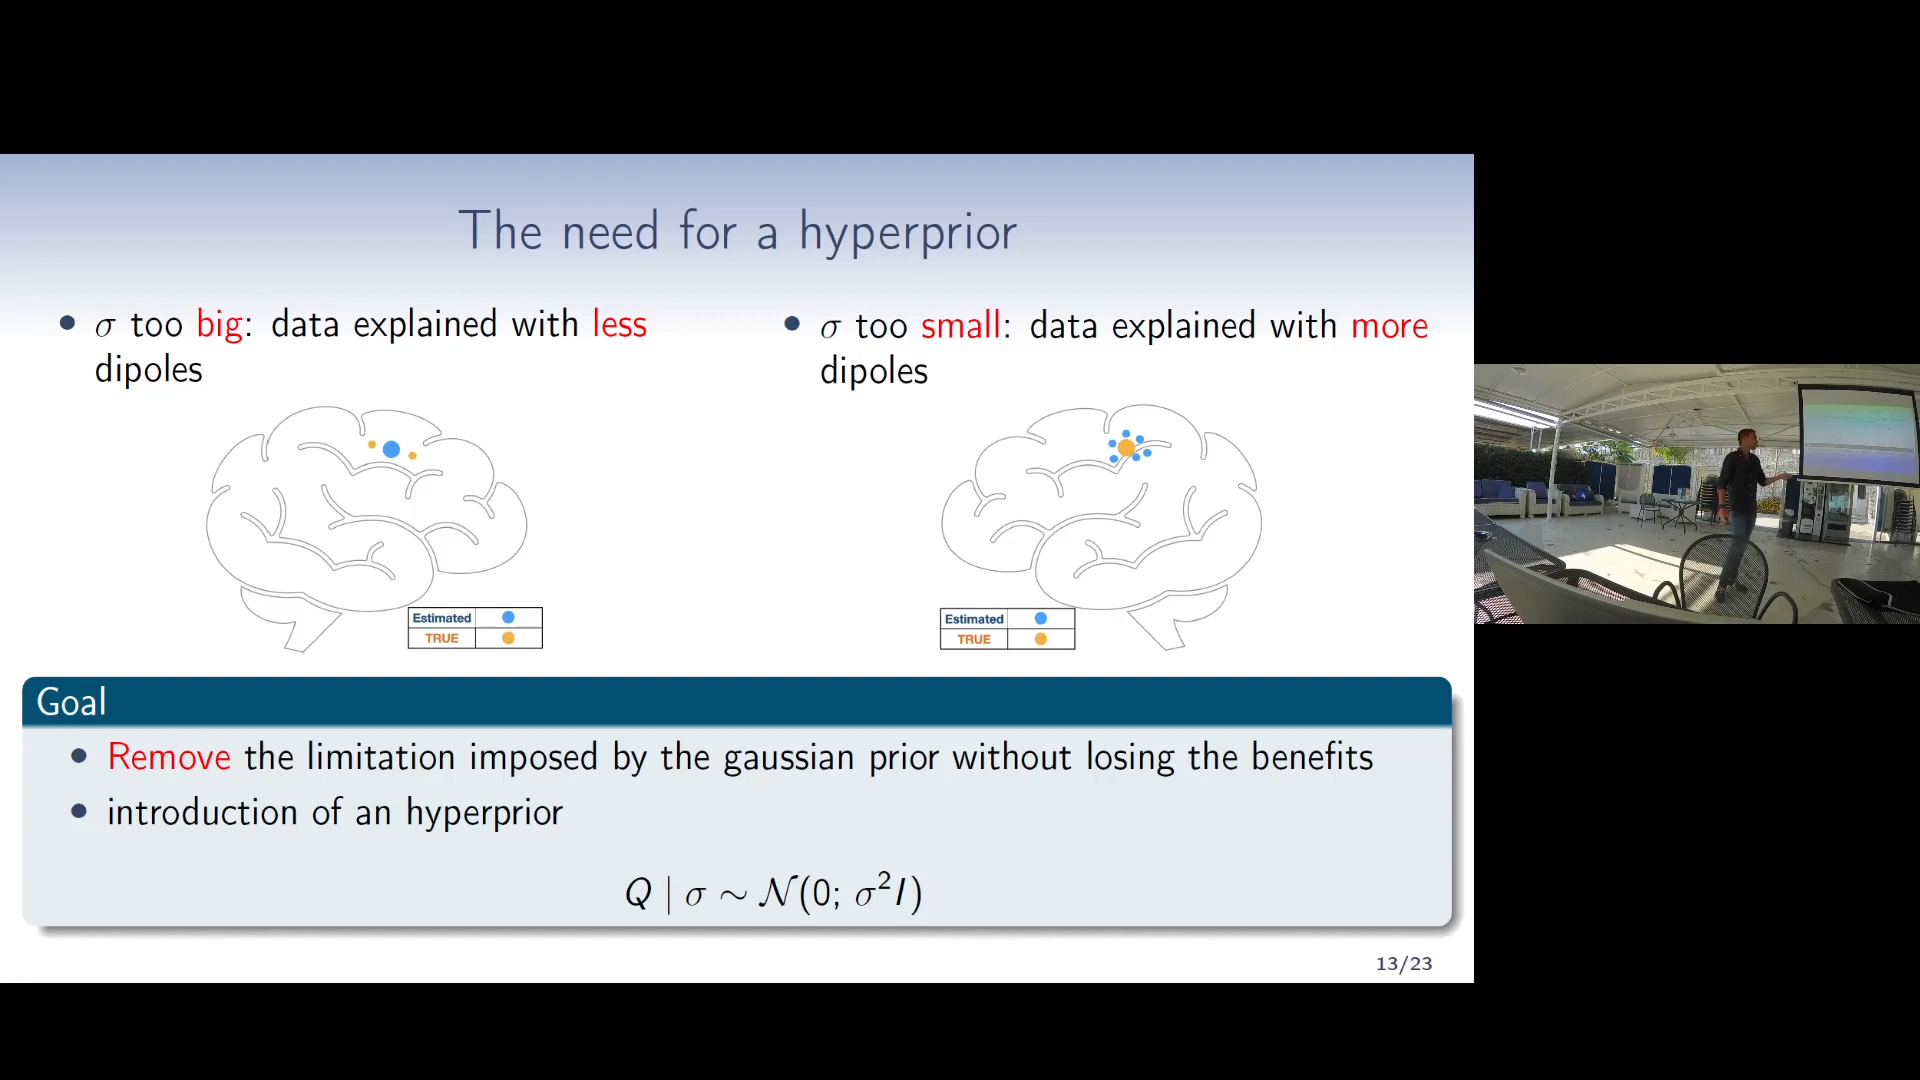 The need for a hyperprior
• σ too big: data explained with less
dipoles
• σ too small: data explained with more
dipoles
Estimated
TRUE
Estimated
TRUE
Goal
• Remove the limitation imposed by the gaussian prior without losing the benefits
• introduction of an hyperprior
Q | σ ∼ 𝒩(0; σ²I)
13/23